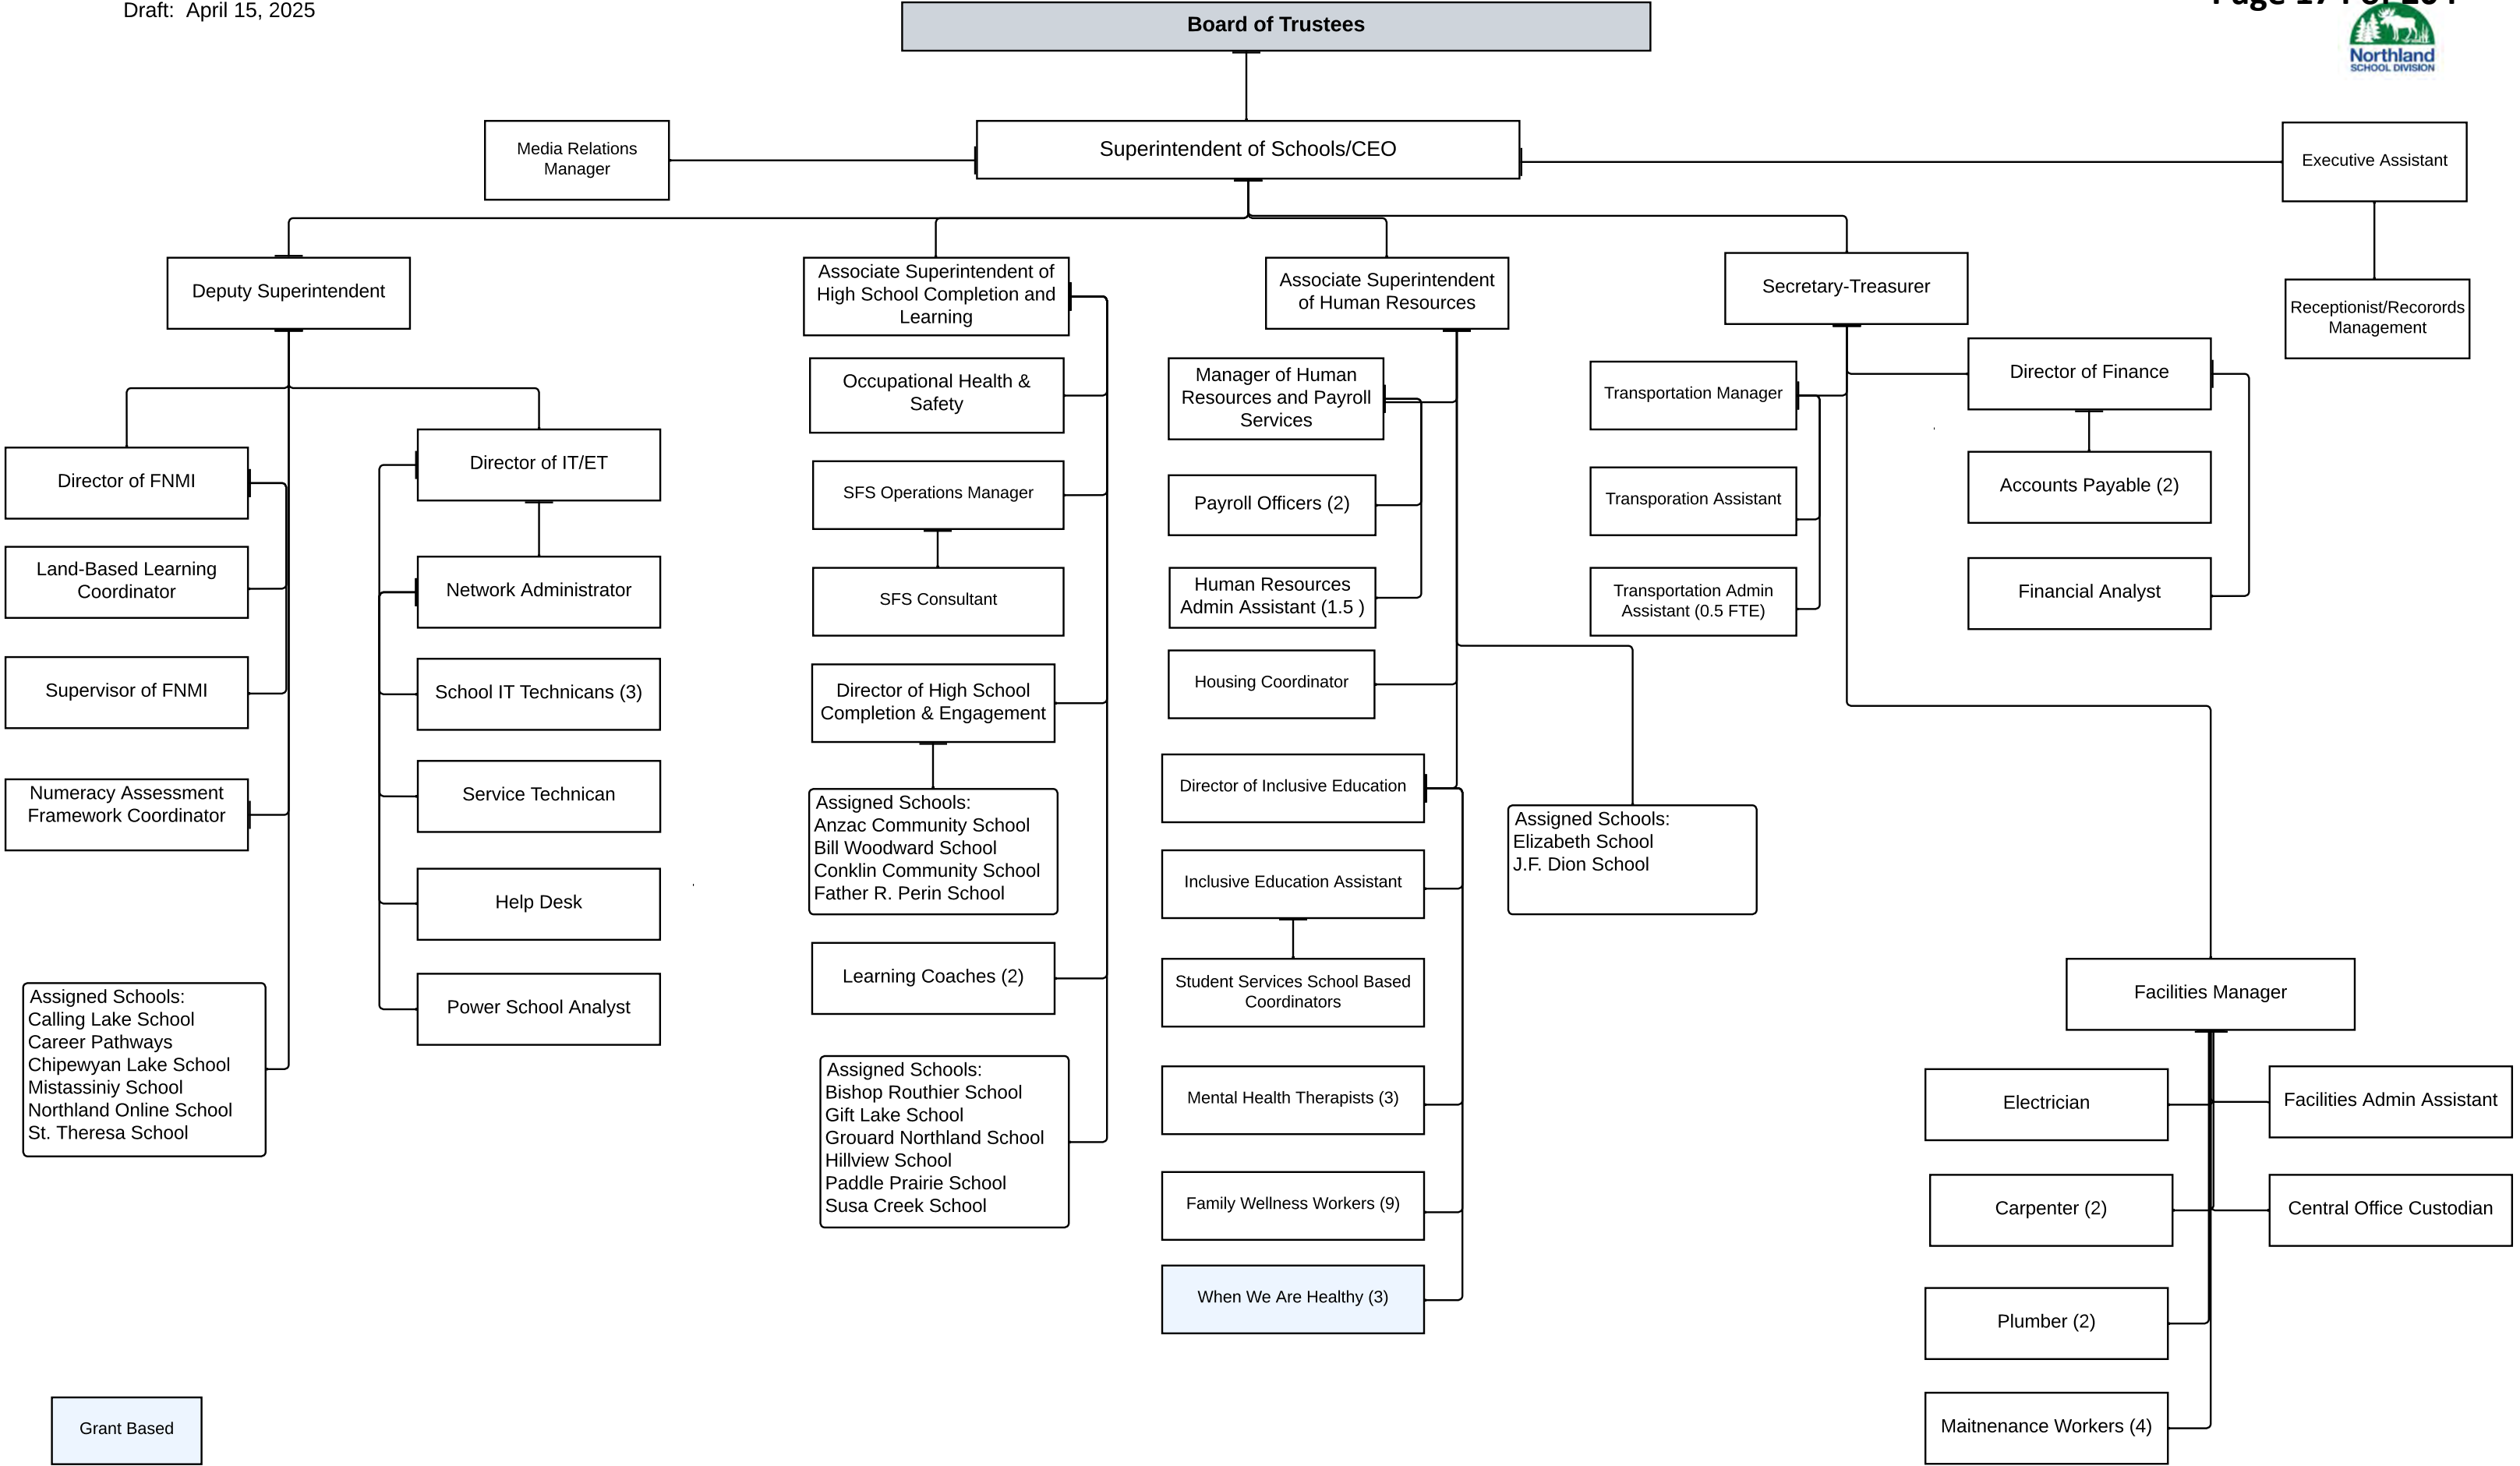 Draft:  April 15, 2025
Board of Trustees
Northland
SCHOOL DIVISION
Media Relations
Manager
Superintendent of Schools/CEO
Executive Assistant
Receptionist/Recorords
Management
Deputy Superintendent
Associate Superintendent of
High School Completion and
Learning
Associate Superintendent
of Human Resources
Secretary-Treasurer
Director of FNMI
Land-Based Learning
Coordinator
Supervisor of FNMI
Numeracy Assessment
Framework Coordinator
Assigned Schools:
Calling Lake School
Career Pathways
Chipewyan Lake School
Mistassiniy School
Northland Online School
St. Theresa School
Director of IT/ET
Network Administrator
School IT Technicans (3)
Service Technican
Help Desk
Power School Analyst
Occupational Health &
Safety
SFS Operations Manager
SFS Consultant
Director of High School
Completion & Engagement
Assigned Schools:
Anzac Community School
Bill Woodward School
Conklin Community School
Father R. Perin School
Learning Coaches (2)
Assigned Schools:
Bishop Routhier School
Gift Lake School
Grouard Northland School
Hillview School
Paddle Prairie School
Susa Creek School
Manager of Human
Resources and Payroll
Services
Payroll Officers (2)
Human Resources
Admin Assistant (1.5 )
Housing Coordinator
Director of Inclusive Education
Inclusive Education Assistant
Student Services School Based
Coordinators
Mental Health Therapists (3)
Family Wellness Workers (9)
When We Are Healthy (3)
Assigned Schools:
Elizabeth School
J.F. Dion School
Transportation Manager
Transporation Assistant
Transportation Admin
Assistant (0.5 FTE)
Director of Finance
Accounts Payable (2)
Financial Analyst
Facilities Manager
Electrician
Facilities Admin Assistant
Carpenter (2)
Central Office Custodian
Plumber (2)
Maitnenance Workers (4)
Grant Based